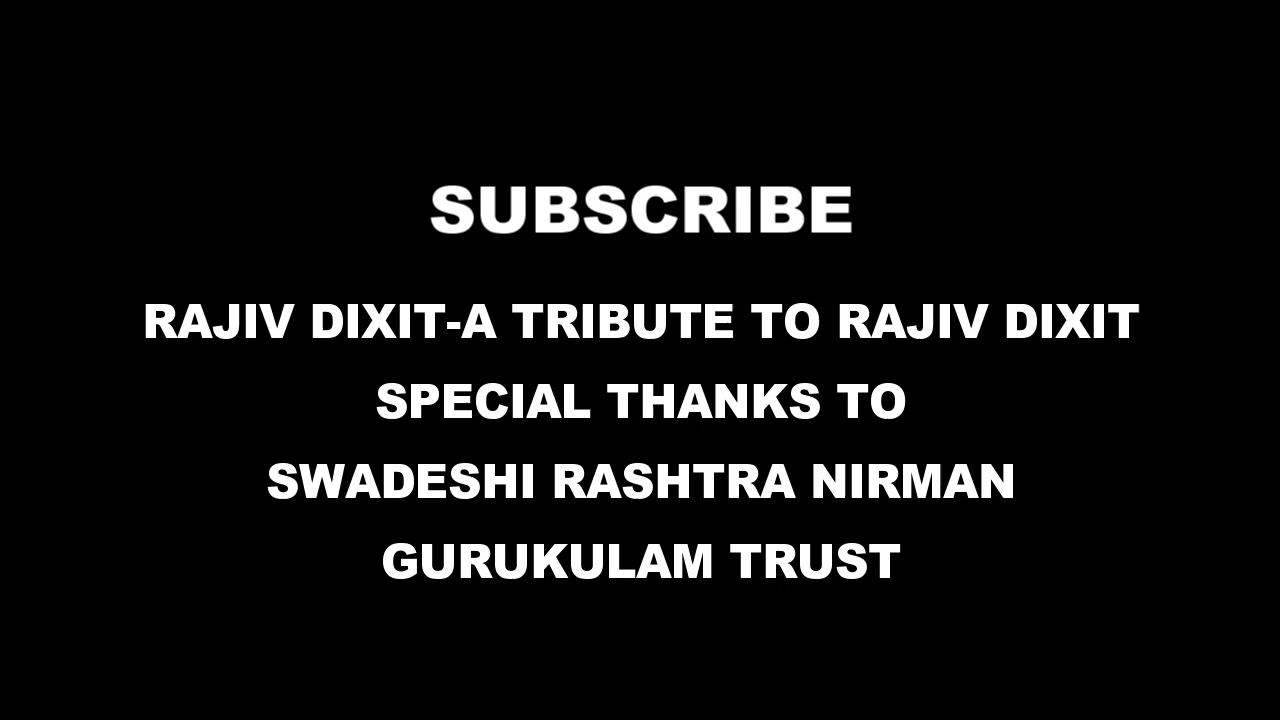 SUBSCRIBE
RAJIV DIXIT-A TRIBUTE TO RAJIV DIXIT
SPECIAL THANKS TO
SWADESHI RASHTRA NIRMAN
GURUKULAM TRUST